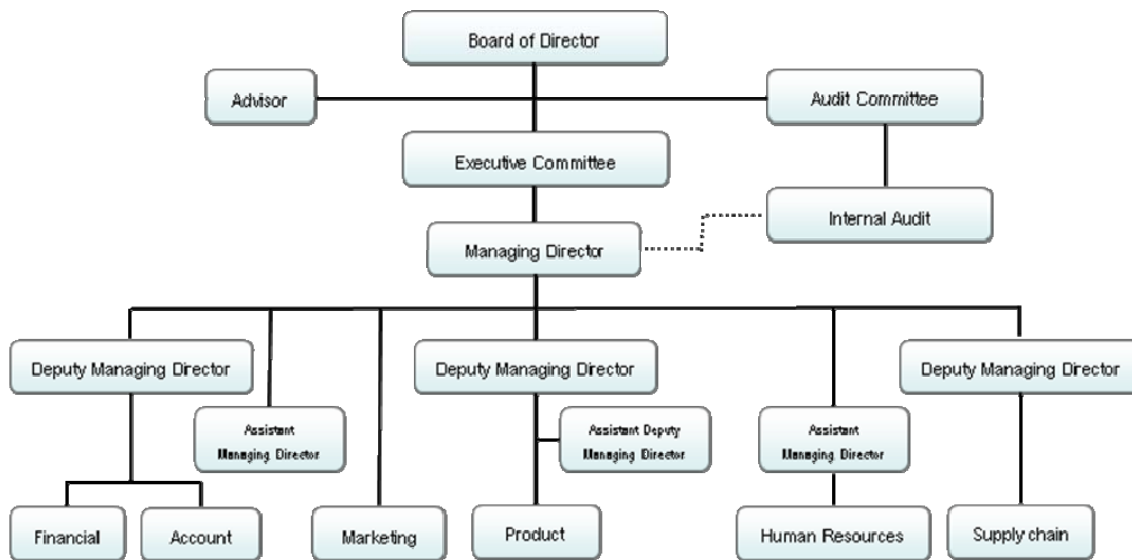 Board of Director
Advisor
Audit Committee
Executive Committee
Internal Audit
Managing Director
Deputy Managing Director
Deputy Managing Director
Deputy Managing Director
Assistant
Managing Director
Assistant Deputy
Managing Director
Assistant
Managing Director
Financial
Account
Marketing
Product
Human Resources
Supply chain